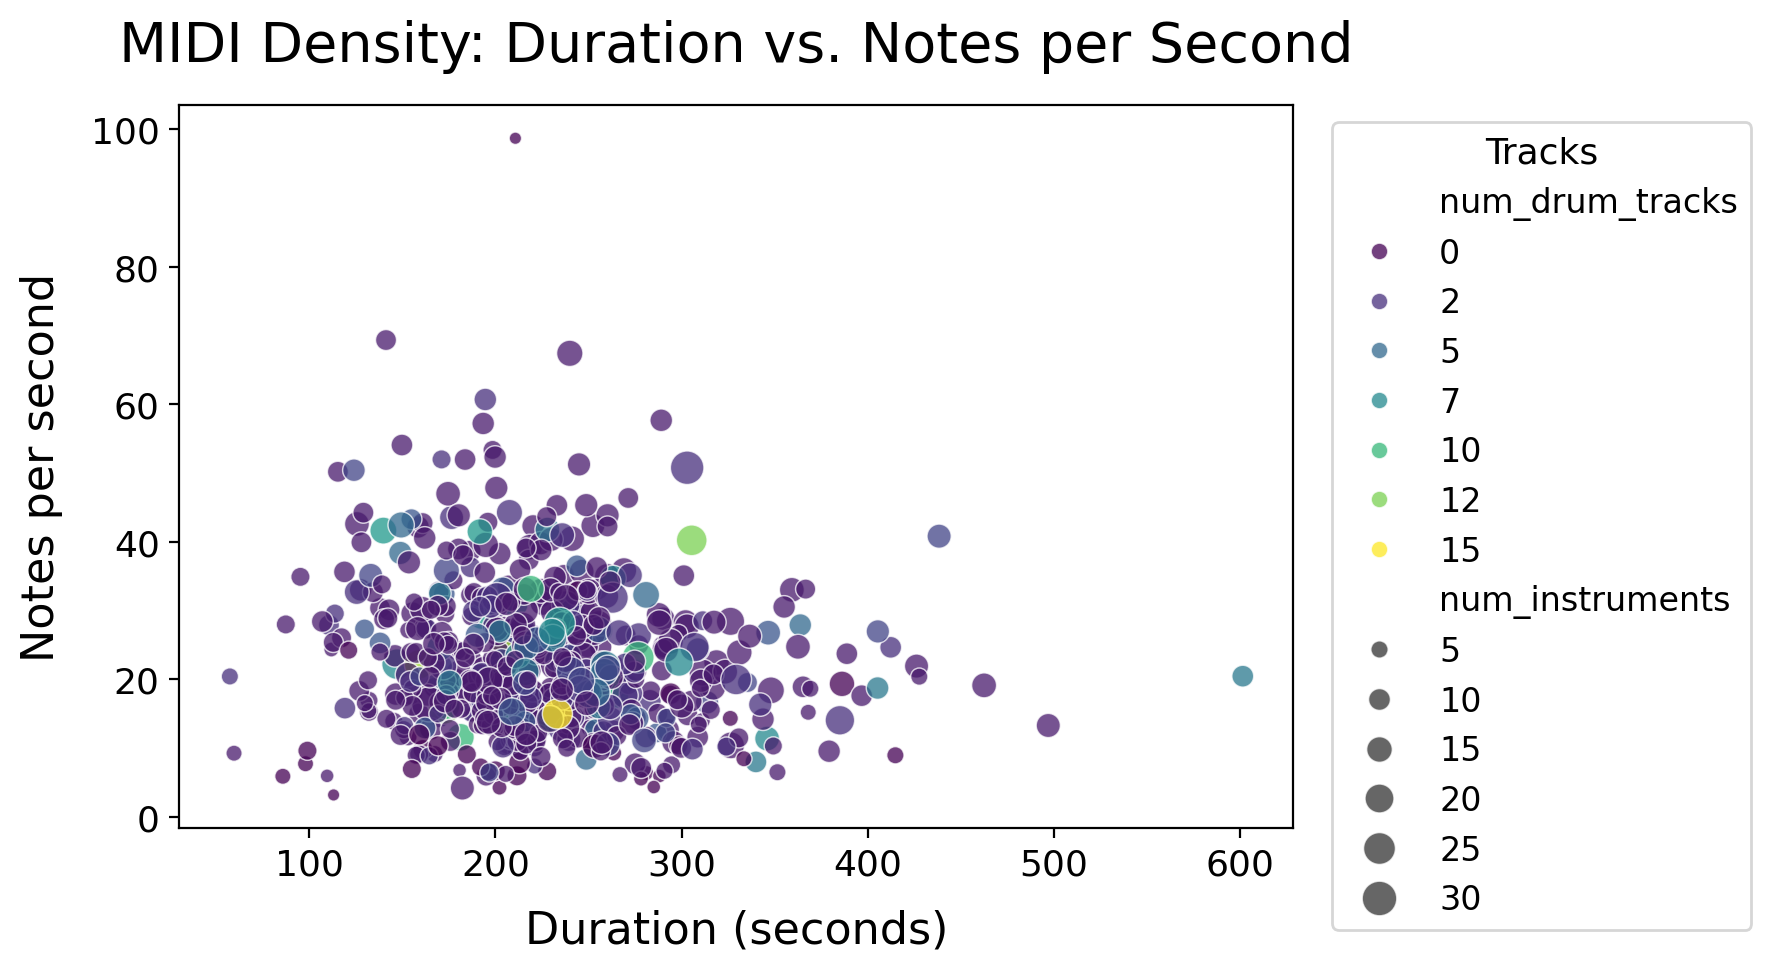 MIDI Density: Duration vs. Notes per Second
Notes per second
100
80
60
40
20
0
100 200 300 400 500 600
Duration (seconds)
Tracks
num_drum_tracks
0
2
5
7
10
12
15
num_instruments
5
10
15
20
25
30